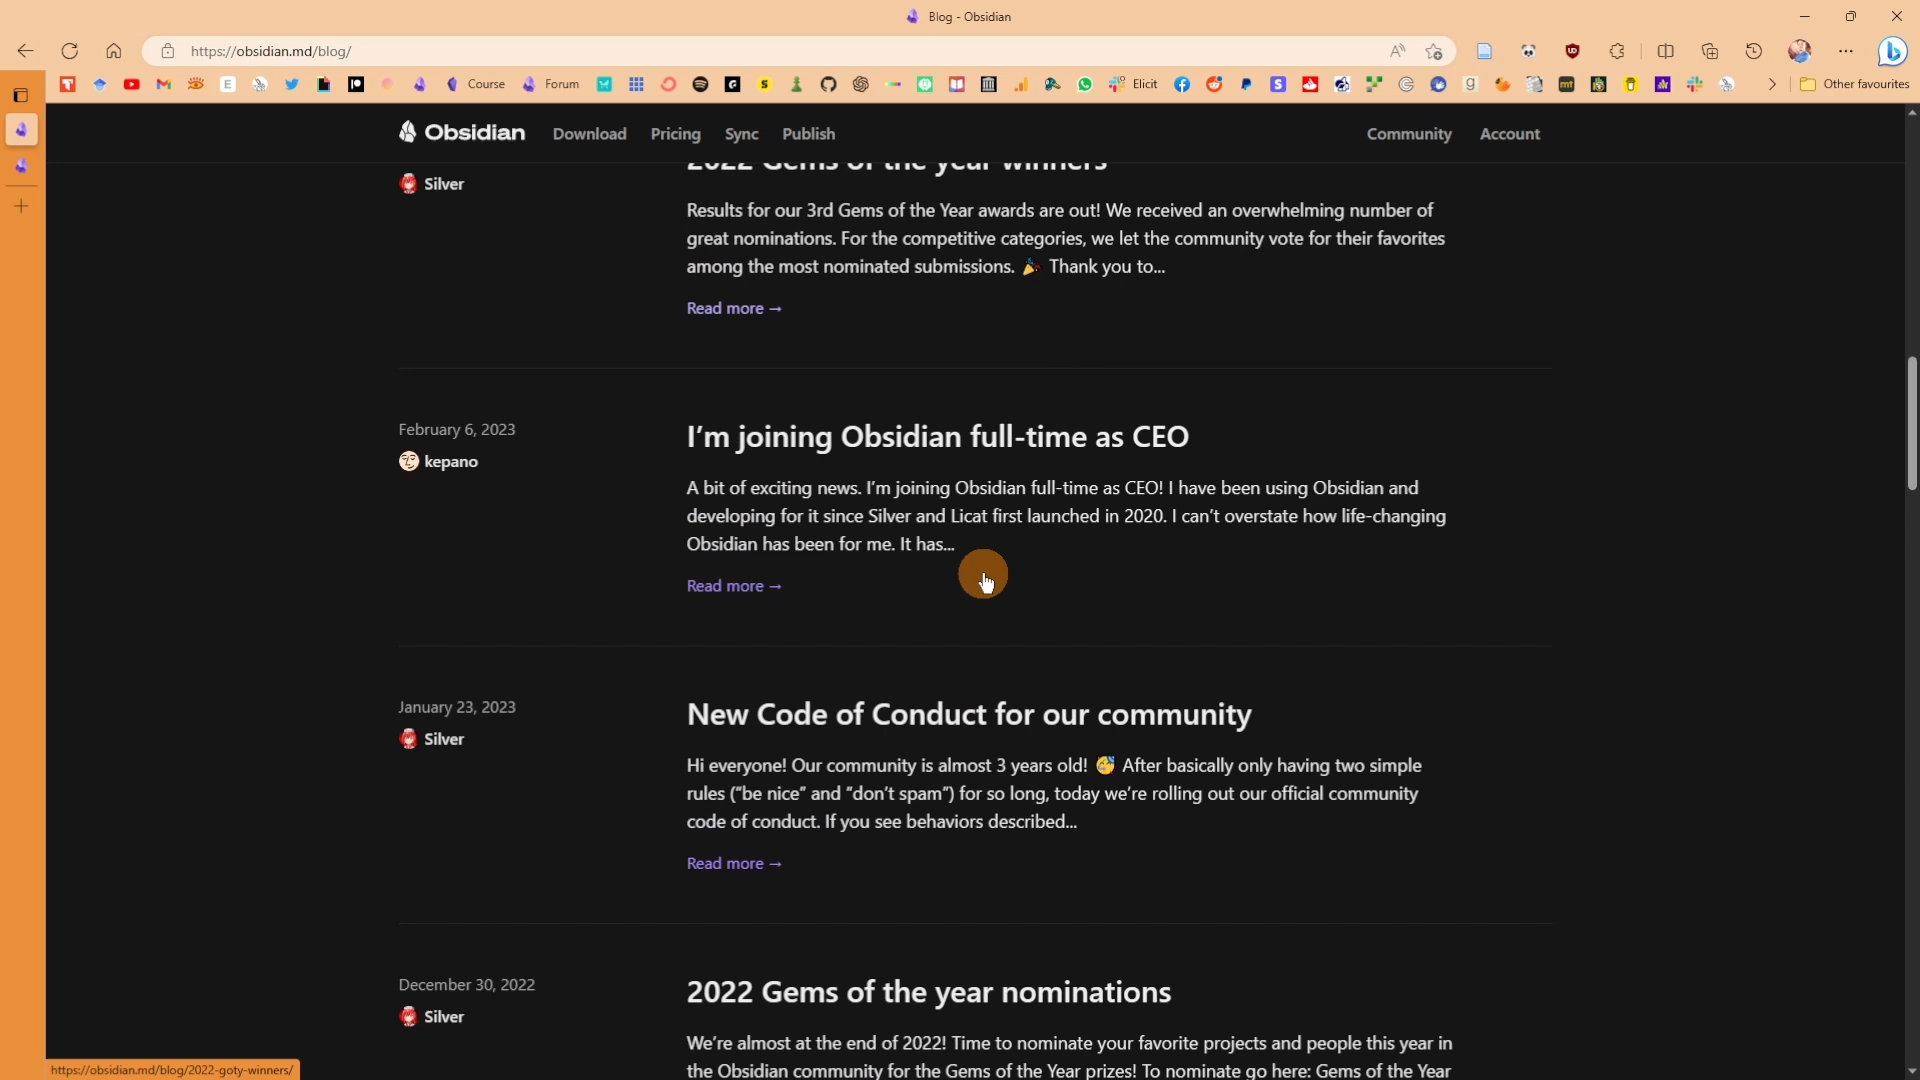 Blog - Obsidian
https://obsidian.md/blog/
Course
Forum
Elicit
Other favourites
Obsidian
Download
Pricing
Sync
Publish
Community
Account
2022 Gems of the year winners
Silver
Results for our 3rd Gems of the Year awards are out! We received an overwhelming number of
great nominations. For the competitive categories, we let the community vote for their favorites
among the most nominated submissions. 🎉 Thank you to...
Read more →
February 6, 2023
kepano
I’m joining Obsidian full-time as CEO
A bit of exciting news. I’m joining Obsidian full-time as CEO! I have been using Obsidian and
developing for it since Silver and Licat first launched in 2020. I can’t overstate how life-changing
Obsidian has been for me. It has...
Read more →
January 23, 2023
Silver
New Code of Conduct for our community
Hi everyone! Our community is almost 3 years old! 🥳 After basically only having two simple
rules (“be nice” and “don’t spam”) for so long, today we’re rolling out our official community
code of conduct. If you see behaviors described...
Read more →
December 30, 2022
Silver
2022 Gems of the year nominations
We’re almost at the end of 2022! Time to nominate your favorite projects and people this year in
the Obsidian community for the Gems of the Year prizes! To nominate go here: Gems of the Year
https://obsidian.md/blog/2022-goty-winners/